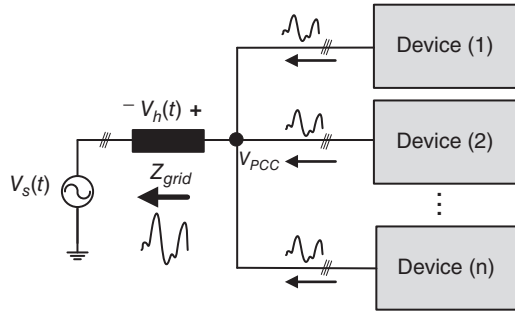 Device (1)
− V_h(t) +
Device (2)
V_PCC
V_s(t)
Z_grid
⋮
Device (n)